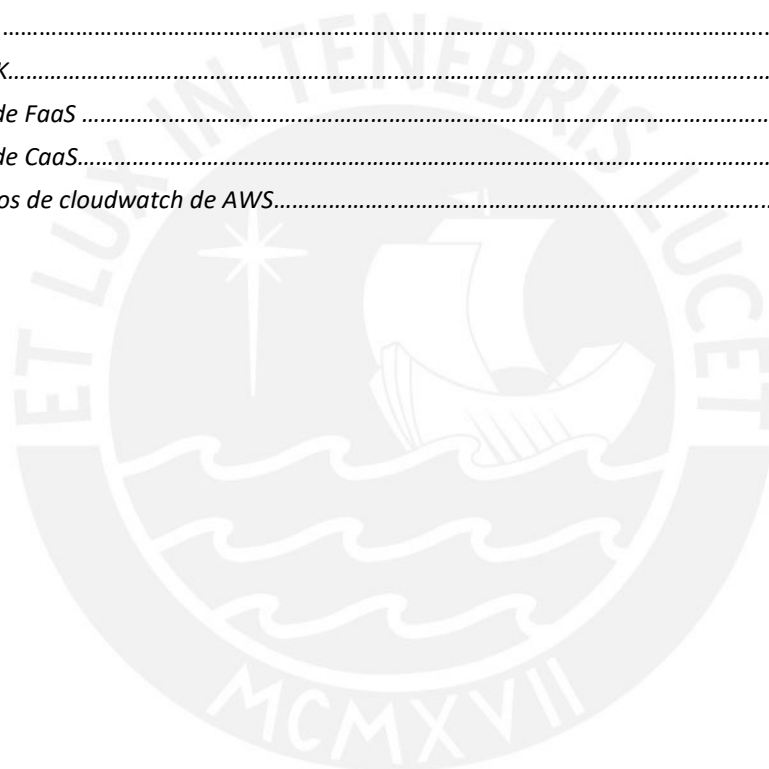 ……………………………………………………………………………………………………………
K……………………………………………………………………………………………………………
de FaaS ……………………………………………………………………………………………………
de CaaS……………………………………………………………………………………………………
os de cloudwatch de AWS…………………………………………………………………………
ET LUX IN TENEBRIS LUCET
MCMXVII